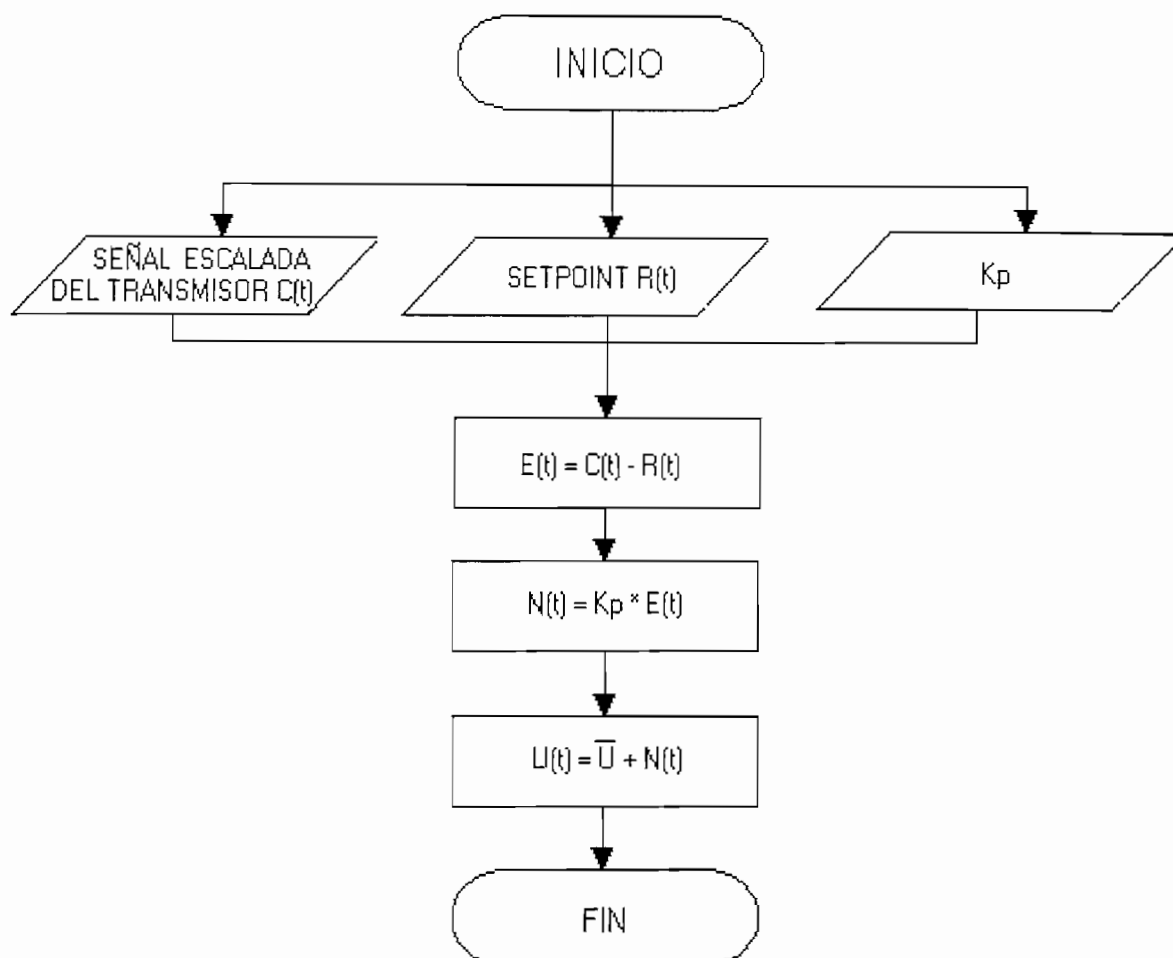 INICIO
SEÑAL ESCALADA
DEL TRANSMISOR C(t)
SETPOINT R(t)
Kp
E(t) = C(t) - R(t)
N(t) = Kp * E(t)
U(t) = U̅ + N(t)
FIN